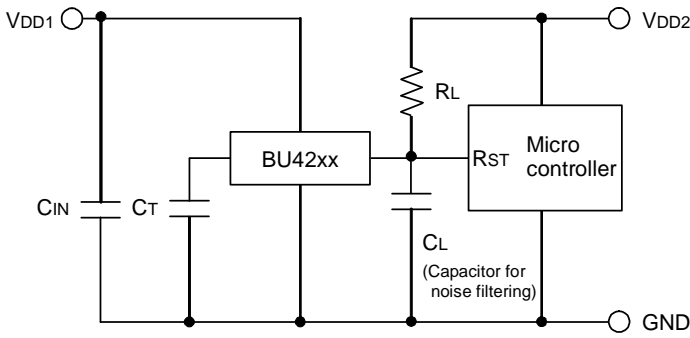 VDD1
VDD2
RL
BU42xx
RST
Micro
controller
CIN
CT
CL
(Capacitor for
noise filtering)
GND